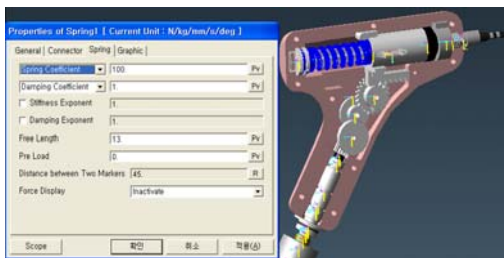 Properties of Spring1 [ Current Unit : N/kg/mm/s/deg ]
General | Connector Spring | Graphic |
Spring Coefficient 100. Pv
Damping Coefficient 1. Pv
Stiffness Exponent 1.
Damping Exponent 1.
Free Length 13. Pv
Pre Load 0. Pv
Distance between Two Markers 45. R
Force Display Inactivate
Scope 확인 취소 적용(A)